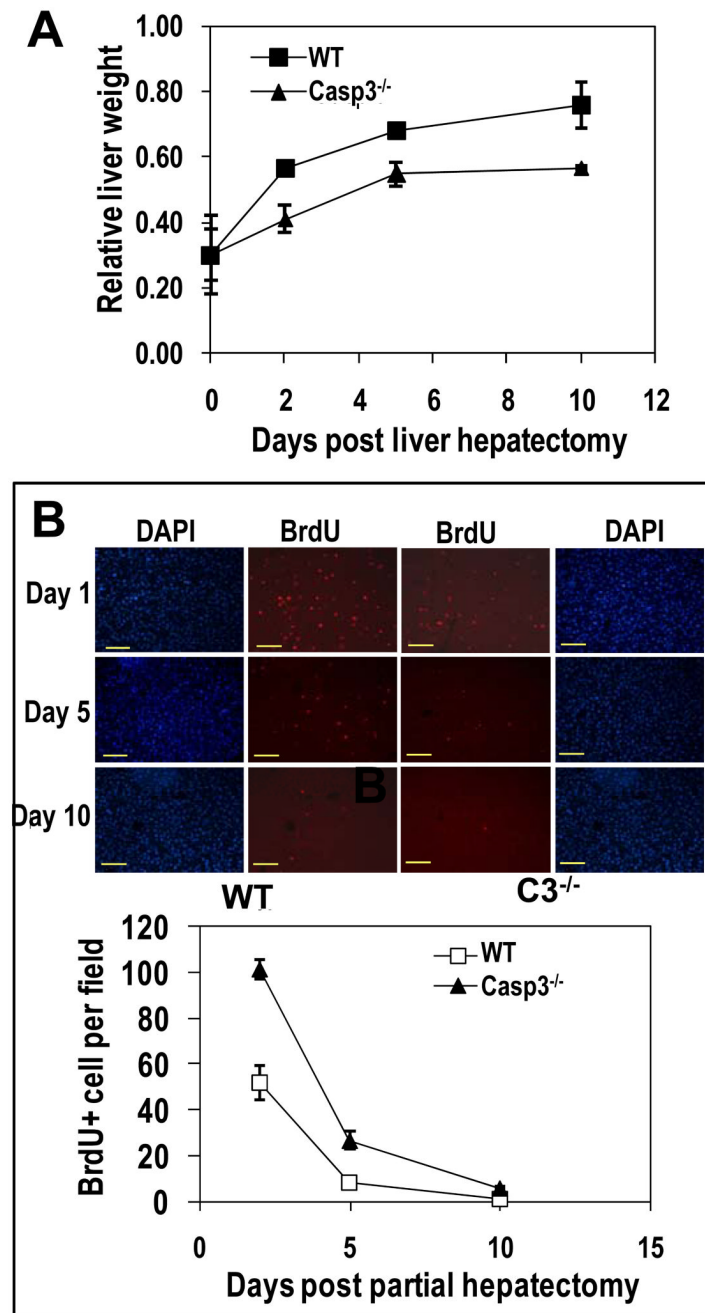 A
1.00
0.80
0.60
0.40
0.20
0.00
WT
Casp3-/-
Relative liver weight
0 2 4 6 8 10 12
Days post liver hepatectomy
B
DAPI BrdU BrdU DAPI
Day 1
Day 5
B
Day 10
WT C3-/-
120
100
80
60
40
20
0
WT
Casp3-/-
BrdU+ cell per field
0 5 10 15
Days post partial hepatectomy